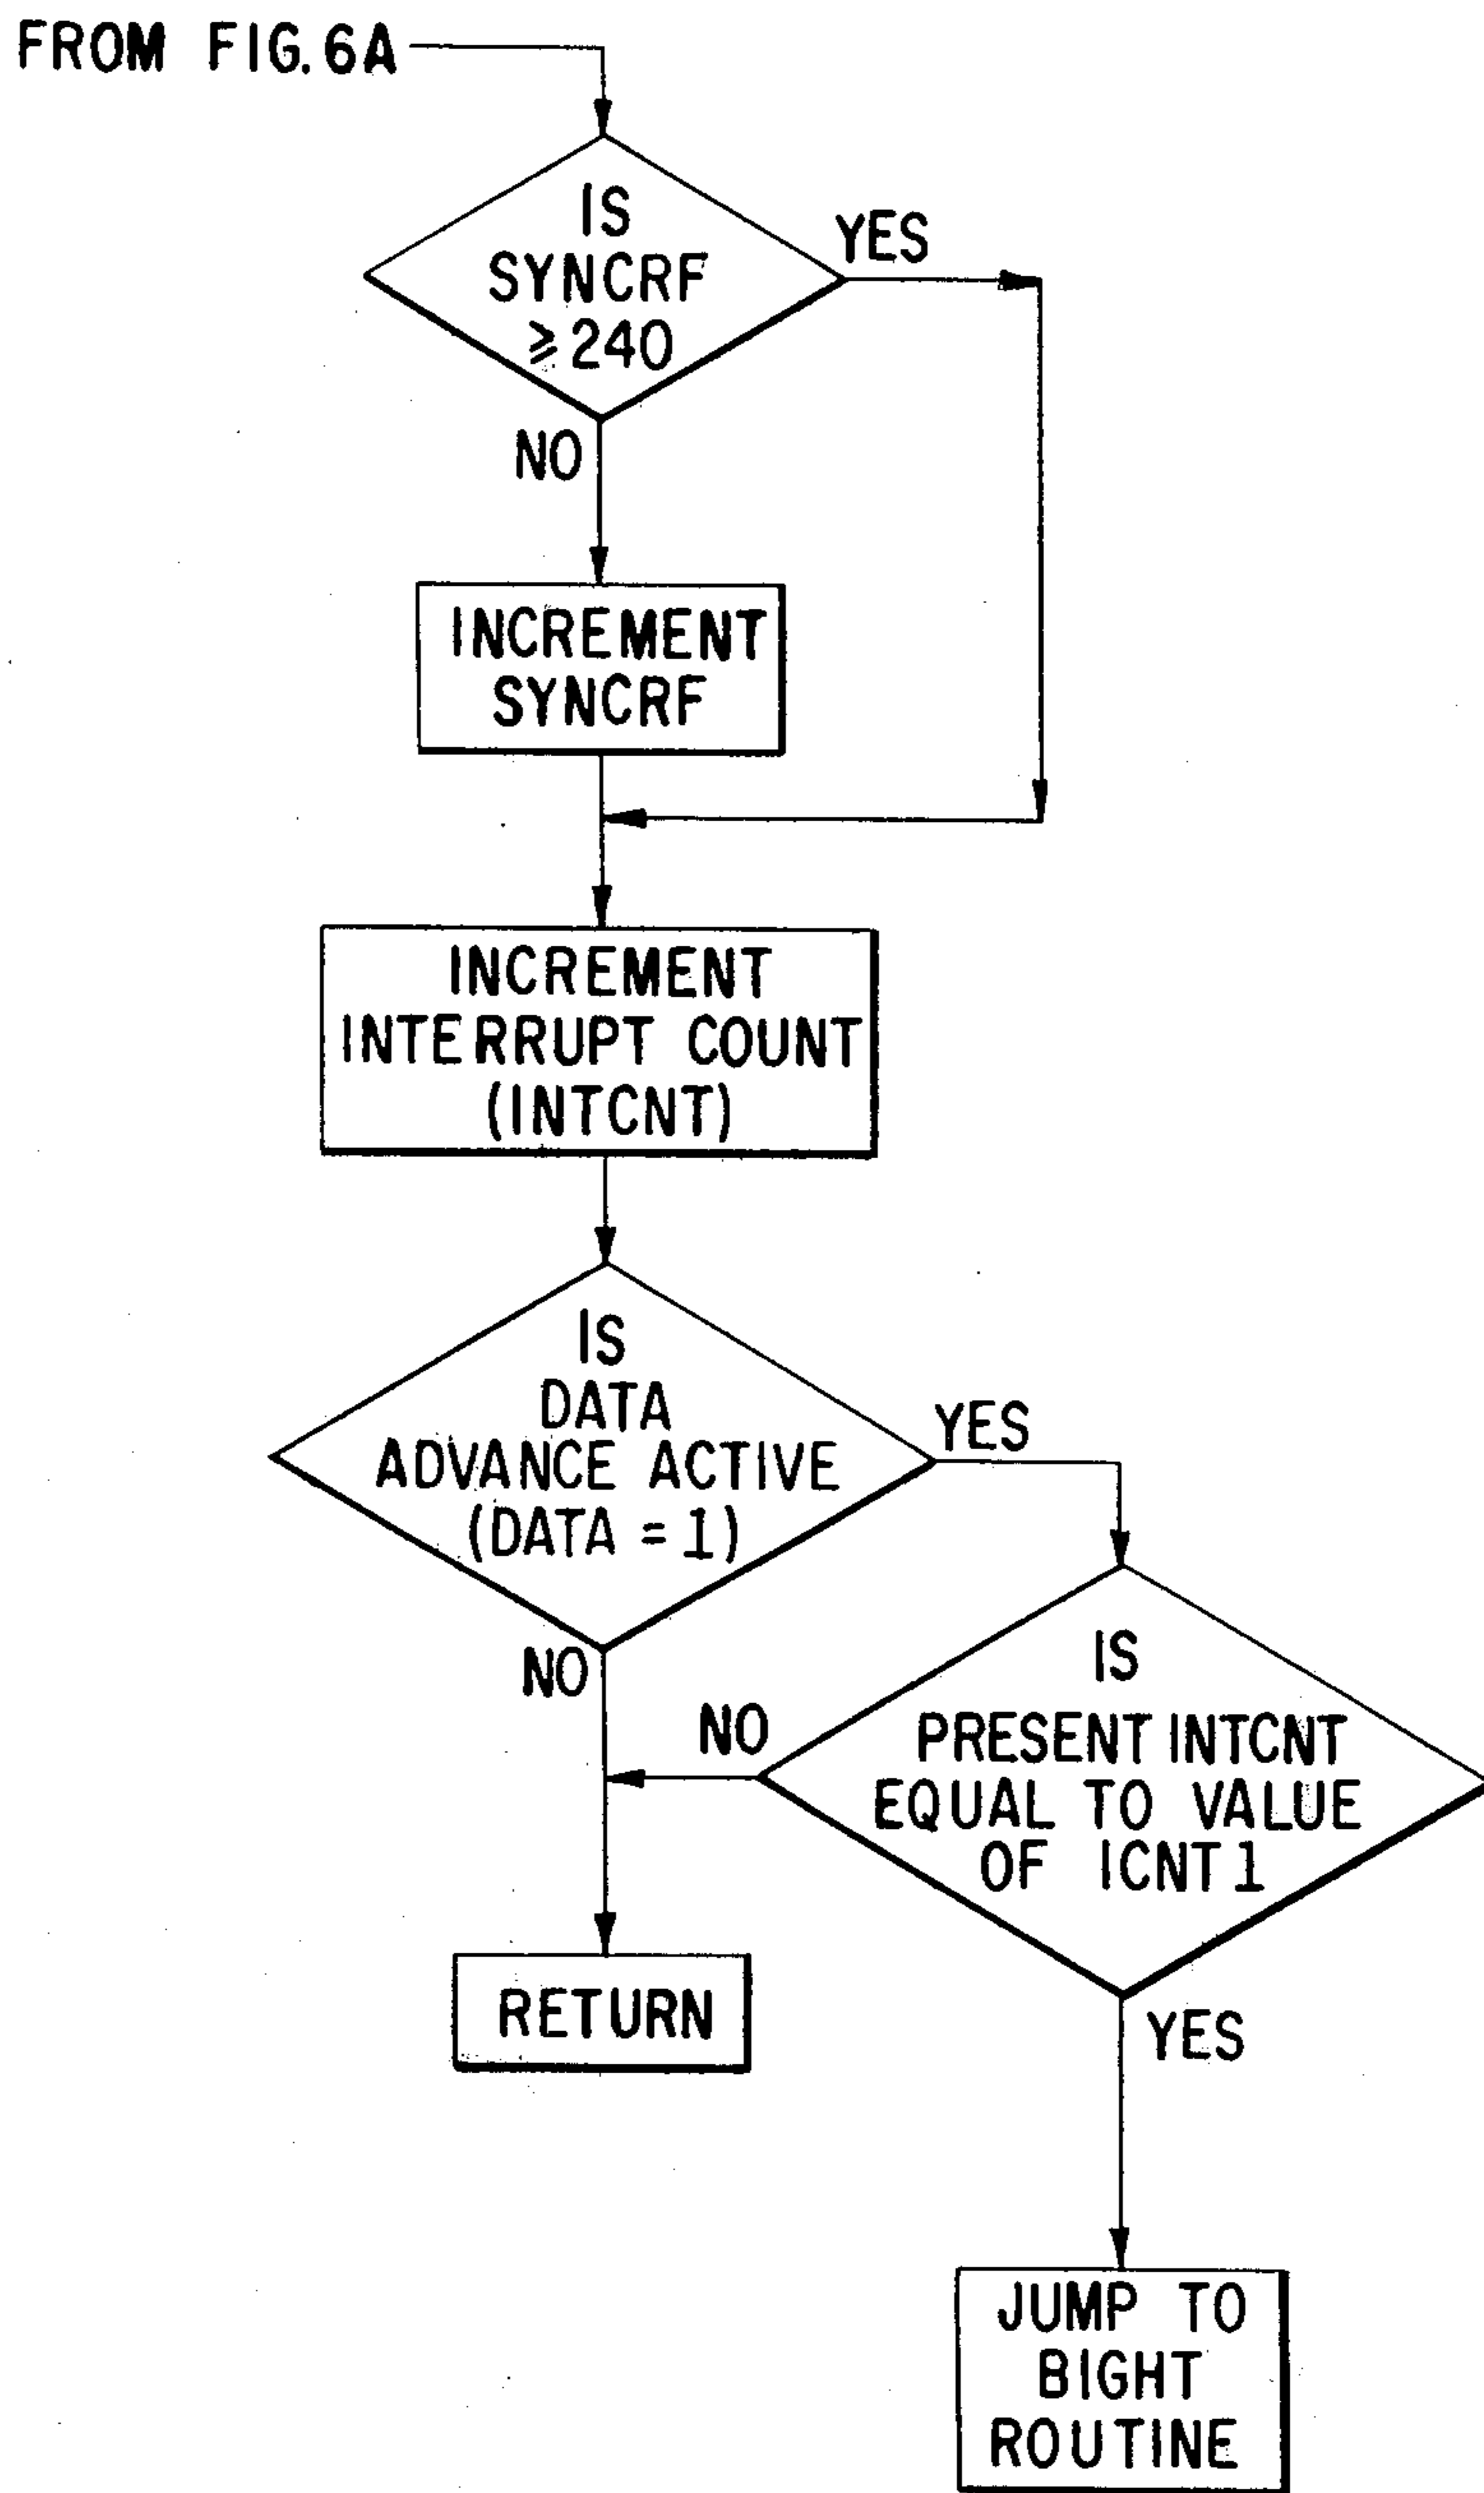 FROM FIG. 6A
IS
SYNCRF
≥240
YES
NO
INCREMENT
SYNCRF
INCREMENT
INTERRUPT COUNT
(INTCNT)
IS
DATA
ADVANCE ACTIVE
(DATA = 1)
YES
NO
IS
PRESENT INTCNT
EQUAL TO VALUE
OF ICNT1
NO
YES
RETURN
JUMP TO
BIGHT
ROUTINE